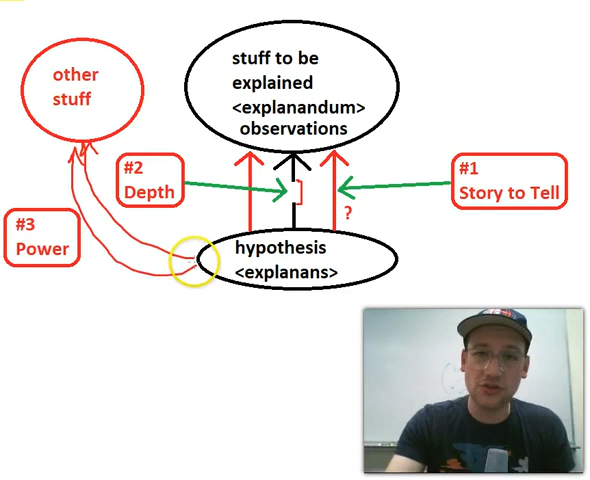 other
stuff
stuff to be
explained
<explanandum>
observations
#2
Depth
#1
Story to Tell
#3
Power
?
hypothesis
<explanans>